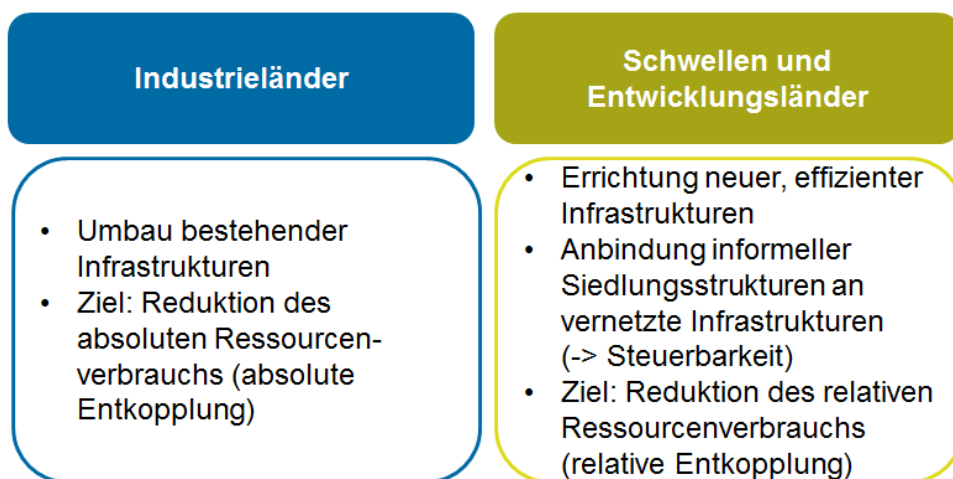 Industrieländer
• Umbau bestehender
Infrastrukturen
• Ziel: Reduktion des
absoluten Ressourcen-
verbrauchs (absolute
Entkopplung)
Schwellen und
Entwicklungsländer
• Errichtung neuer, effizienter
Infrastrukturen
• Anbindung informeller
Siedlungsstrukturen an
vernetzte Infrastrukturen
(-> Steuerbarkeit)
• Ziel: Reduktion des relativen
Ressourcenverbrauchs
(relative Entkopplung)